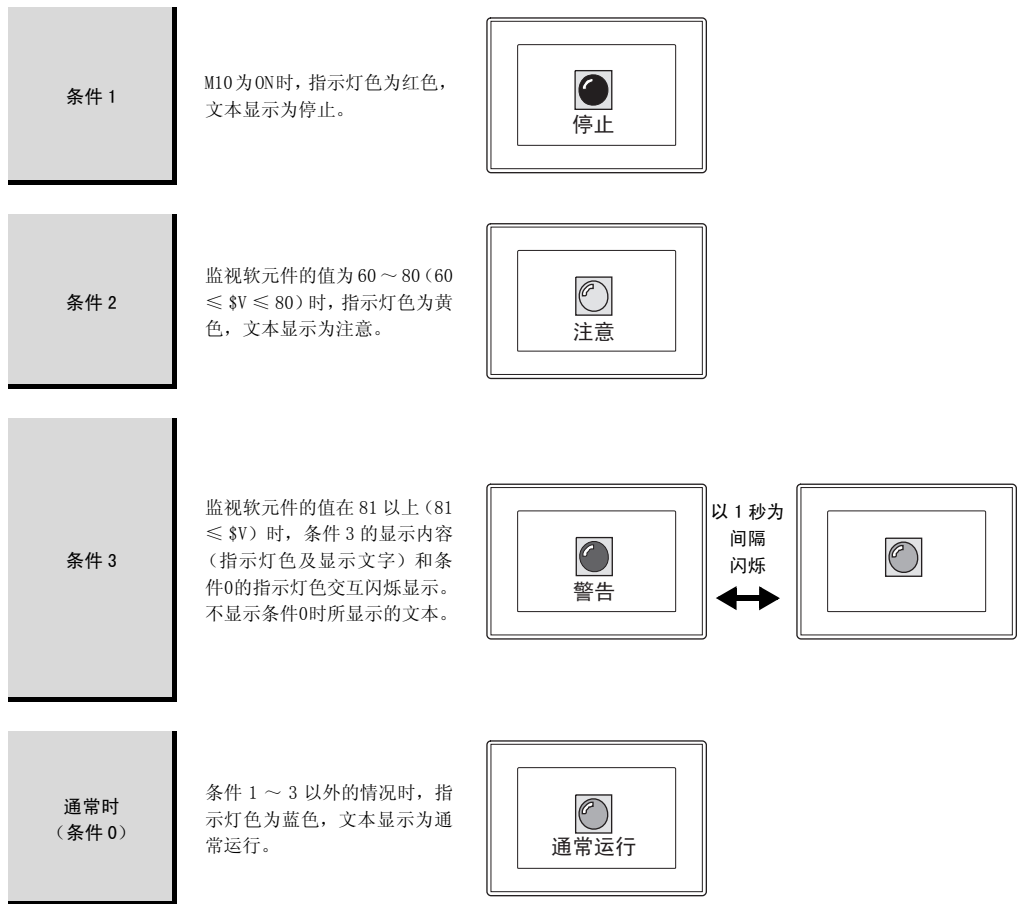 条件 1
M10为ON时，指示灯色为红色，
文本显示为停止。
停止
条件 2
监视软元件的值为 60 ～ 80（60
≤ $V ≤ 80）时，指示灯色为黄
色，文本显示为注意。
注意
条件 3
监视软元件的值在 81 以上（81
≤ $V）时，条件 3 的显示内容
（指示灯色及显示文字）和条
件0的指示灯色交互闪烁显示。
不显示条件0时所显示的文本。
警告
以 1 秒为
间隔
闪烁
通常时
（条件 0）
条件 1 ～ 3 以外的情况时，指
示灯色为蓝色，文本显示为通
常运行。
通常运行